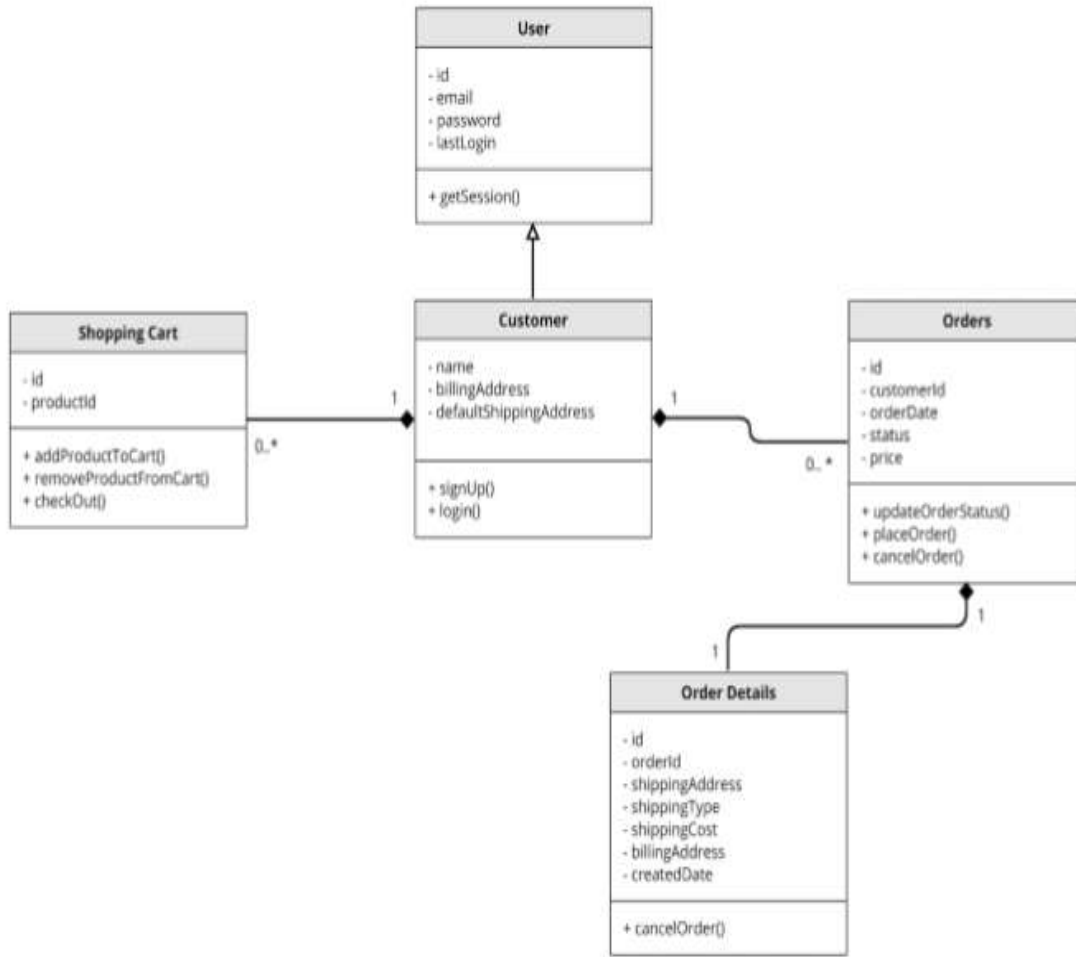 User
- id
- email
- password
- lastLogin
+ getSession()
Shopping Cart
- id
- productId
+ addProductToCart()
+ removeProductFromCart()
+ checkOut()
1
0..*
Customer
- name
- billingAddress
- defaultShippingAddress
+ signUp()
+ login()
1
0.. *
Orders
- id
- customerId
- orderDate
- status
- price
+ updateOrderStatus()
+ placeOrder()
+ cancelOrder()
1
1
Order Details
- id
- orderId
- shippingAddress
- shippingType
- shippingCost
- billingAddress
- createdDate
+ cancelOrder()